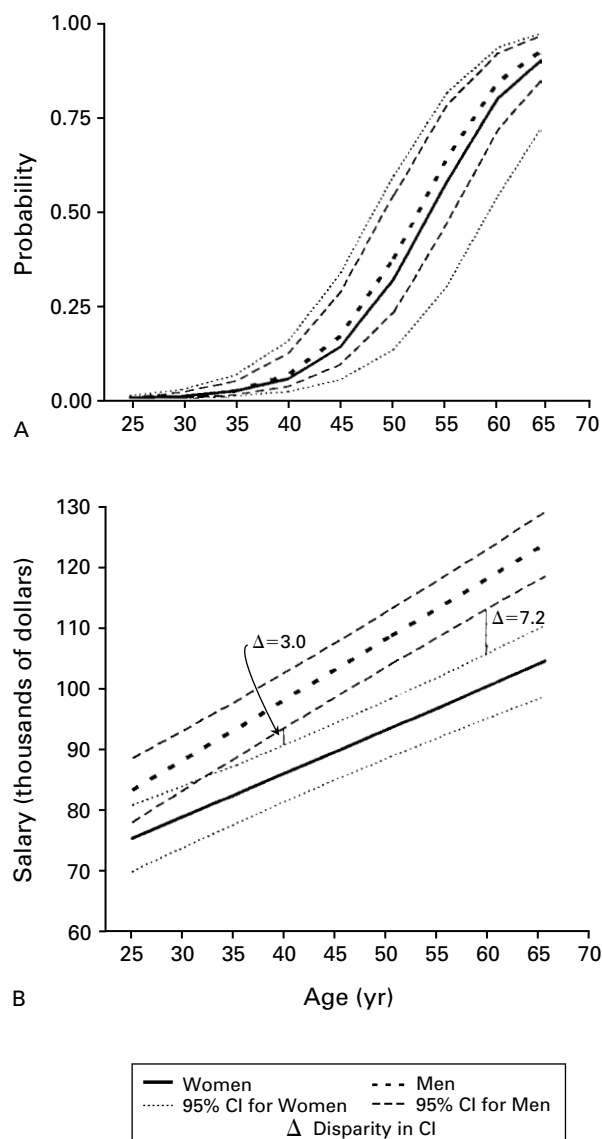 1.00
0.75
0.50
0.25
0.00
Probability
A
25 30 35 40 45 50 55 60 65 70
130
120
110
100
90
80
70
60
Salary (thousands of dollars)
Δ=3.0
Δ=7.2
25 30 35 40 45 50 55 60 65 70
B
Age (yr)
Women Men
95% CI for Women 95% CI for Men
Δ Disparity in CI